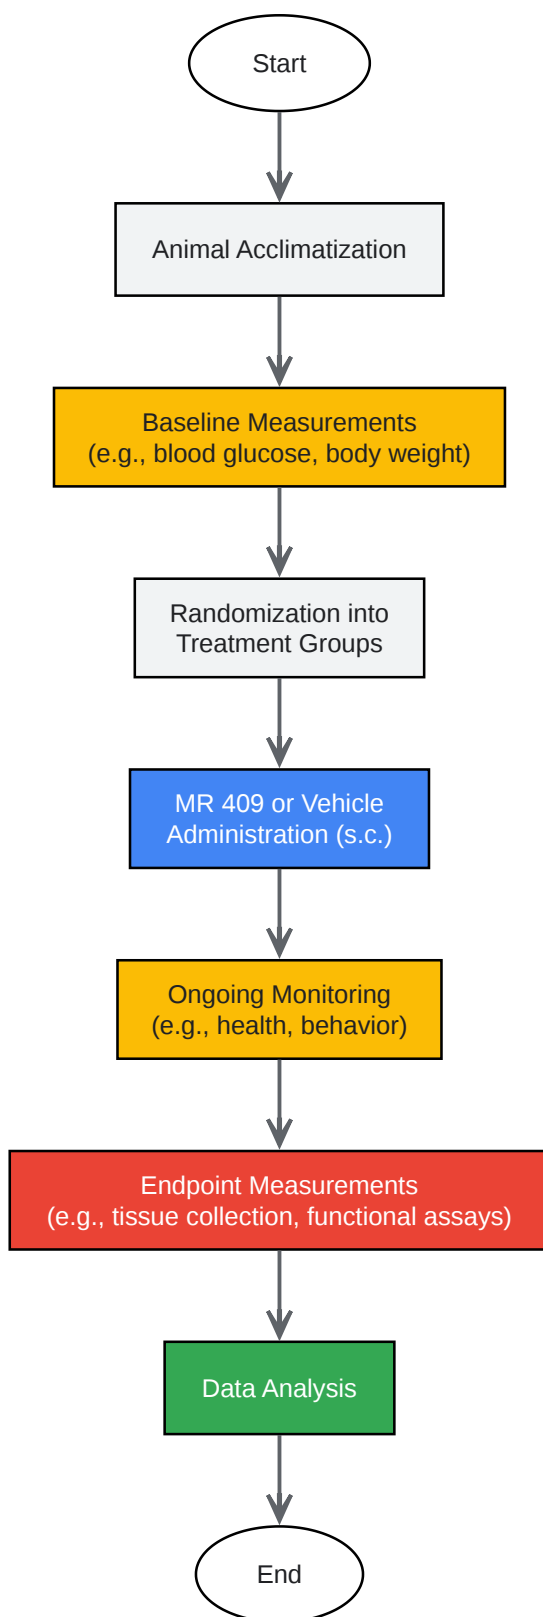 Start
Animal Acclimatization
Baseline Measurements
(e.g., blood glucose, body weight)
Randomization into
Treatment Groups
MR 409 or Vehicle
Administration (s.c.)
Ongoing Monitoring
(e.g., health, behavior)
Endpoint Measurements
(e.g., tissue collection, functional assays)
Data Analysis
End